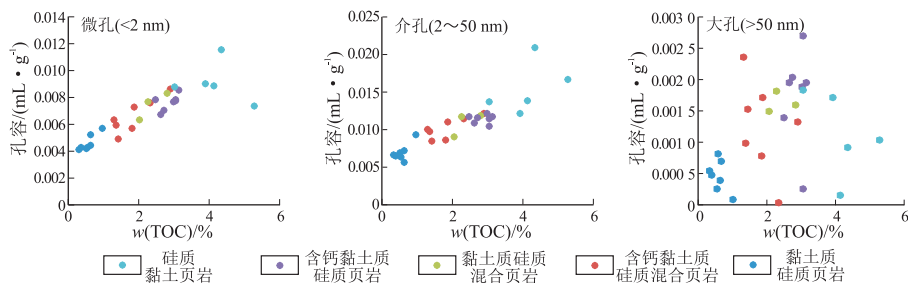 微孔(<2 nm)
孔容/(mL • g⁻¹)
0.014
0.012
0.010
0.008
0.006
0.004
0.002
0.000
0 2 4 6
w(TOC)/%
介孔(2～50 nm)
孔容/(mL • g⁻¹)
0.025
0.020
0.015
0.010
0.005
0
0 2 4 6
w(TOC)/%
大孔(>50 nm)
孔容/(mL • g⁻¹)
0.003 0
0.002 5
0.002 0
0.001 5
0.001 0
0.000 5
0
0 2 4 6
w(TOC)/%
硅质
黏土页岩
含钙黏土质
硅质页岩
黏土质硅质
混合页岩
含钙黏土质
硅质混合页岩
黏土质
硅质页岩